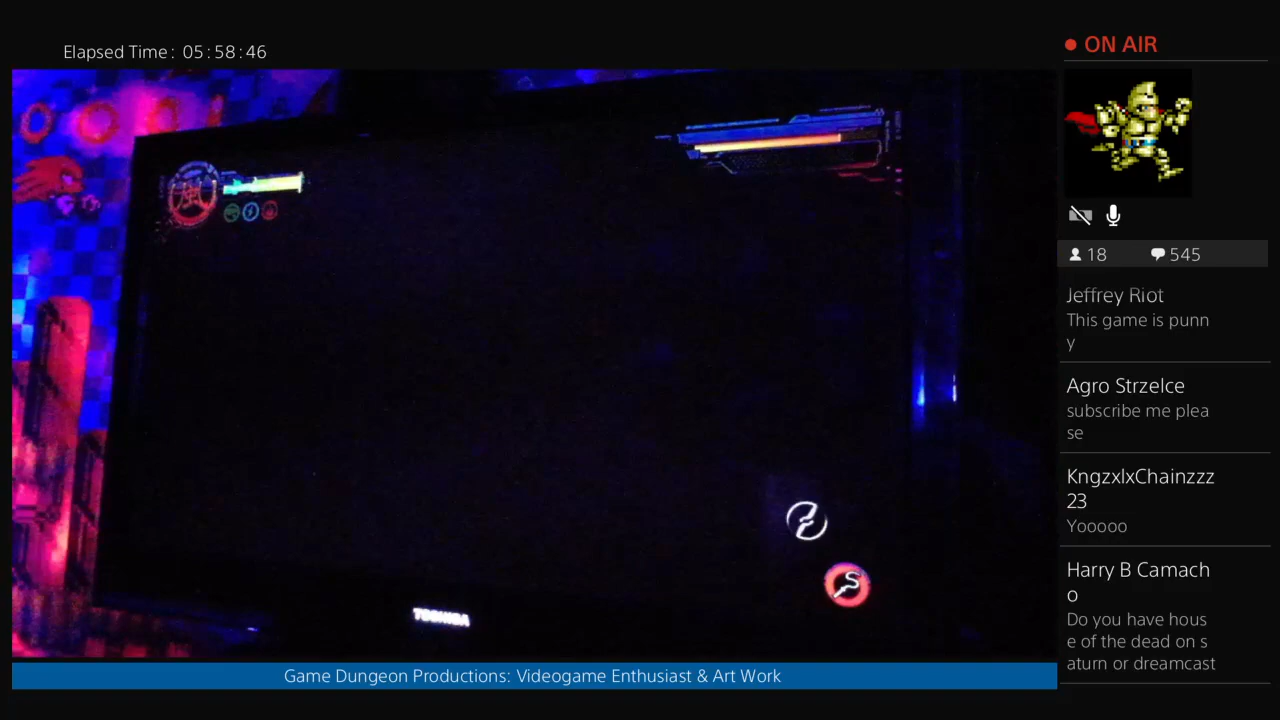 Elapsed Time: 05:58:46
ON AIR
18 545
Jeffrey Riot
This game is punn
y
Agro Strzelce
subscribe me plea
se
KngzxlxChainzzz
23
Yooooo
Harry B Camach
o
Do you have hous
e of the dead on s
aturn or dreamcast
TOSHIBA
Game Dungeon Productions: Videogame Enthusiast & Art Work